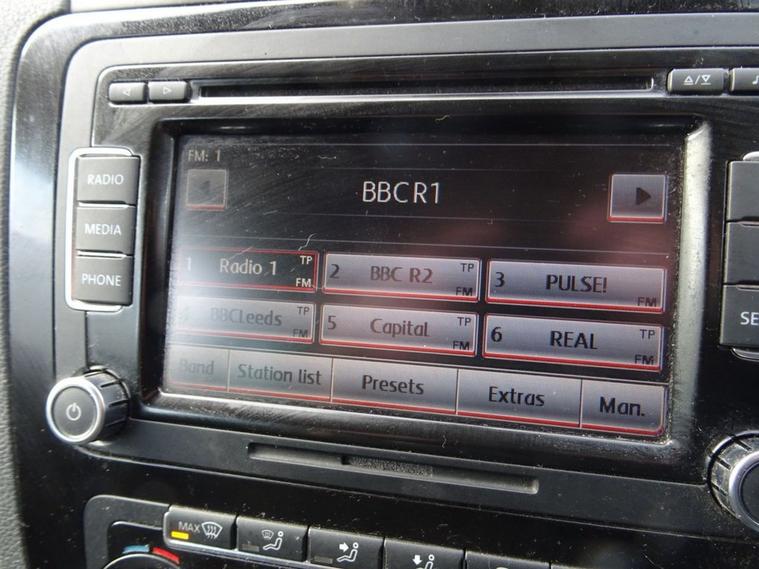 FM: 1
RADIO
BBC R1
MEDIA
PHONE
1 Radio 1 TP FM
2 BBC R2 TP FM
3 PULSE! FM
4 BBCLeeds TP FM
5 Capital TP FM
6 REAL TP FM
SE
Band Station list Presets Extras Man.
MAX